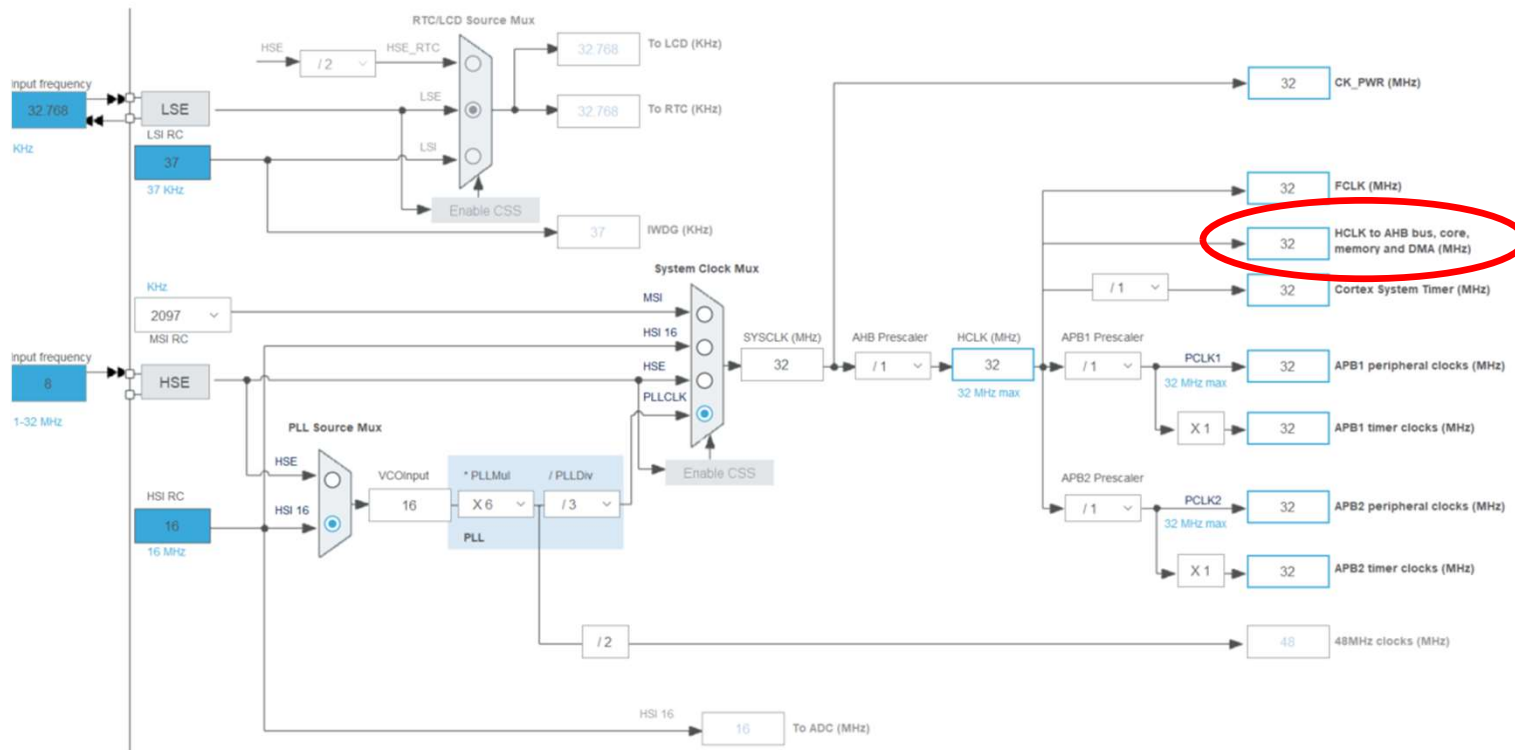 RTC/LCD Source Mux
HSE
/ 2
HSE_RTC
32.768
To LCD (KHz)
Input frequency
32.768
KHz
LSE
LSE
32.768
To RTC (KHz)
32
CK_PWR (MHz)
LSI RC
37
37 KHz
LSI
Enable CSS
37
IWDG (KHz)
32
FCLK (MHz)
32
HCLK to AHB bus, core,
memory and DMA (MHz)
/ 1
32
Cortex System Timer (MHz)
System Clock Mux
KHz
2097
MSI RC
MSI
HSI 16
HSE
PLLCLK
Enable CSS
SYSCLK (MHz)
32
AHB Prescaler
/ 1
HCLK (MHz)
32
32 MHz max
APB1 Prescaler
/ 1
PCLK1
32 MHz max
32
APB1 peripheral clocks (MHz)
X 1
32
APB1 timer clocks (MHz)
Input frequency
8
1-32 MHz
HSE
PLL Source Mux
HSE
HSI 16
VCOInput
16
* PLLMul
X 6
/ PLLDiv
/ 3
PLL
HSI RC
16
16 MHz
APB2 Prescaler
/ 1
PCLK2
32 MHz max
32
APB2 peripheral clocks (MHz)
X 1
32
APB2 timer clocks (MHz)
/ 2
48
48MHz clocks (MHz)
HSI 16
16
To ADC (MHz)